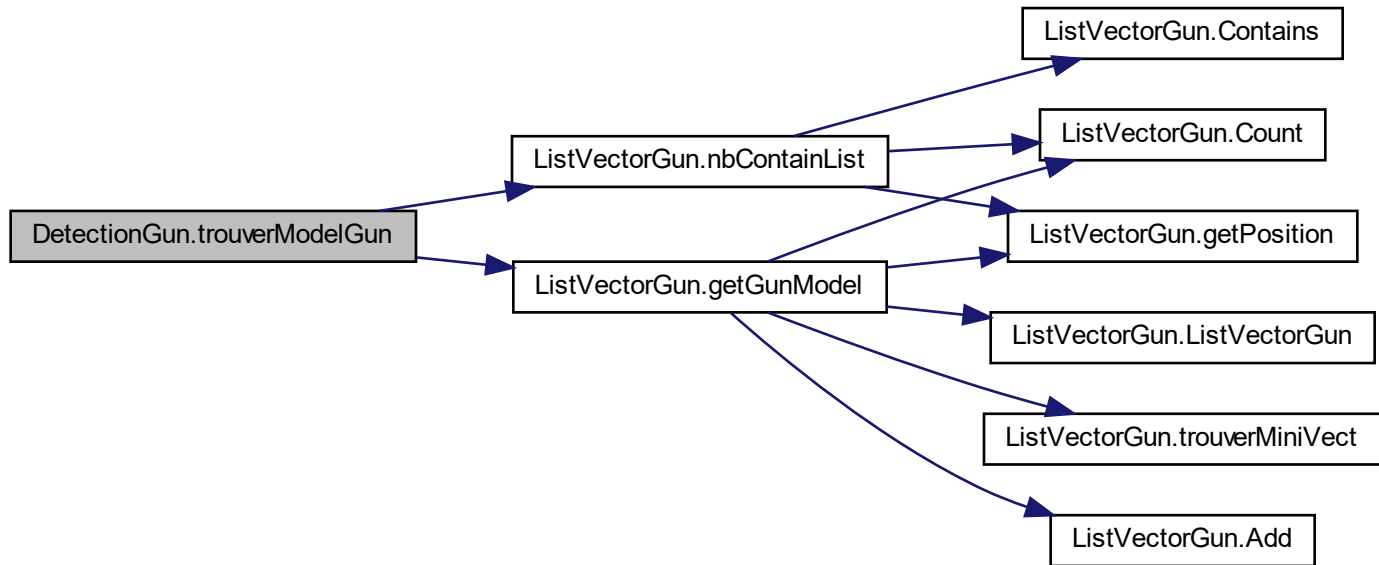 DetectionGun.trouverModelGun
ListVectorGun.nbContainList
ListVectorGun.getGunModel
ListVectorGun.Contains
ListVectorGun.Count
ListVectorGun.getPosition
ListVectorGun.ListVectorGun
ListVectorGun.trouverMiniVect
ListVectorGun.Add